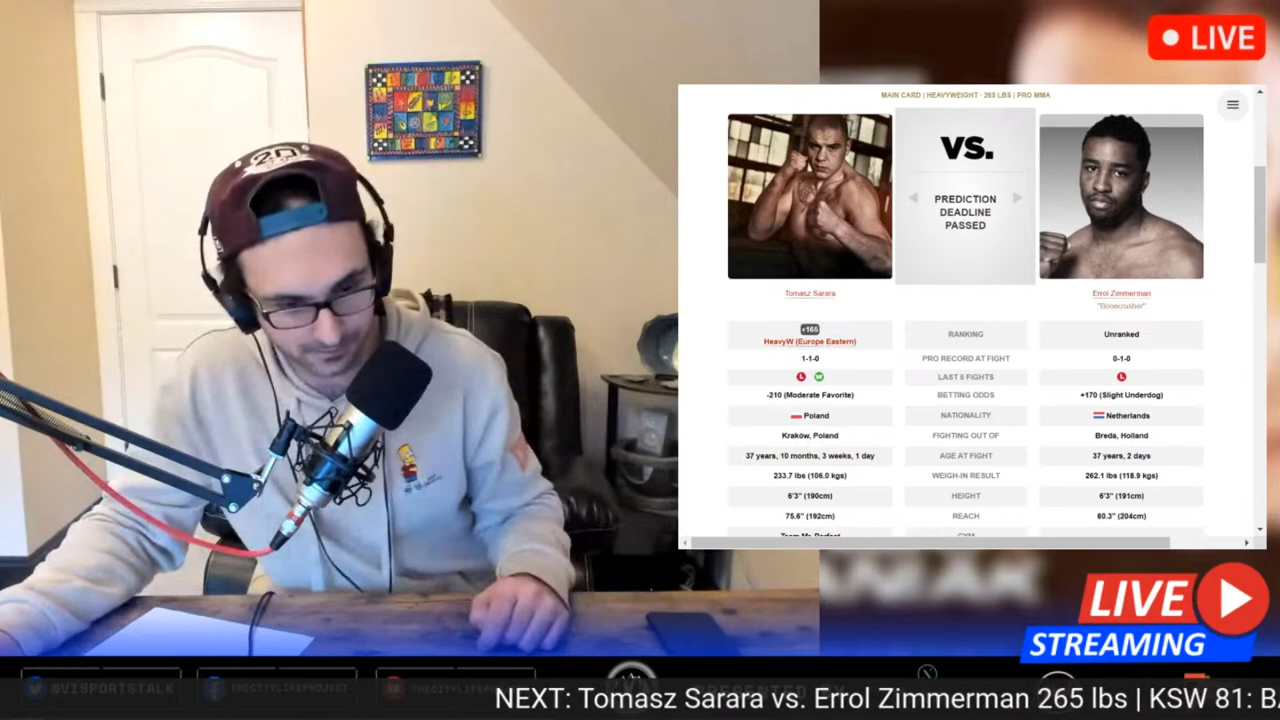 LIVE
MAIN CARD | HEAVYWEIGHT · 265 LBS | PRO MMA
VS.
PREDICTION
DEADLINE
PASSED
Tomasz Sarara
Errol Zimmerman
"Bonecrusher"
+165
HeavyW (Europe Eastern)
RANKING
Unranked
1-1-0
PRO RECORD AT FIGHT
0-1-0
L W
LAST 5 FIGHTS
L
-210 (Moderate Favorite)
BETTING ODDS
+170 (Slight Underdog)
Poland
NATIONALITY
Netherlands
Kraków, Poland
FIGHTING OUT OF
Breda, Holland
37 years, 10 months, 3 weeks, 1 day
AGE AT FIGHT
37 years, 2 days
233.7 lbs (106.0 kgs)
WEIGH-IN RESULT
262.1 lbs (118.9 kgs)
6'3" (190cm)
HEIGHT
6'3" (191cm)
75.6" (192cm)
REACH
80.3" (204cm)
LIVE
STREAMING
@VISPORTSTALK
THECITYLIFEPROJECT
NEXT: Tomasz Sarara vs. Errol Zimmerman 265 lbs | KSW 81: